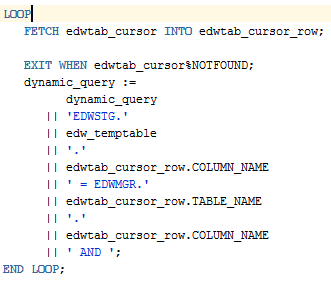 LOOP
FETCH edwtab_cursor INTO edwtab_cursor_row;
EXIT WHEN edwtab_cursor%NOTFOUND;
dynamic_query :=
dynamic_query
|| 'EDWSTG.'
|| edw_temptable
|| '.'
|| edwtab_cursor_row.COLUMN_NAME
|| ' = EDWMGR.'
|| edwtab_cursor_row.TABLE_NAME
|| '.'
|| edwtab_cursor_row.COLUMN_NAME
|| ' AND ';
END LOOP;